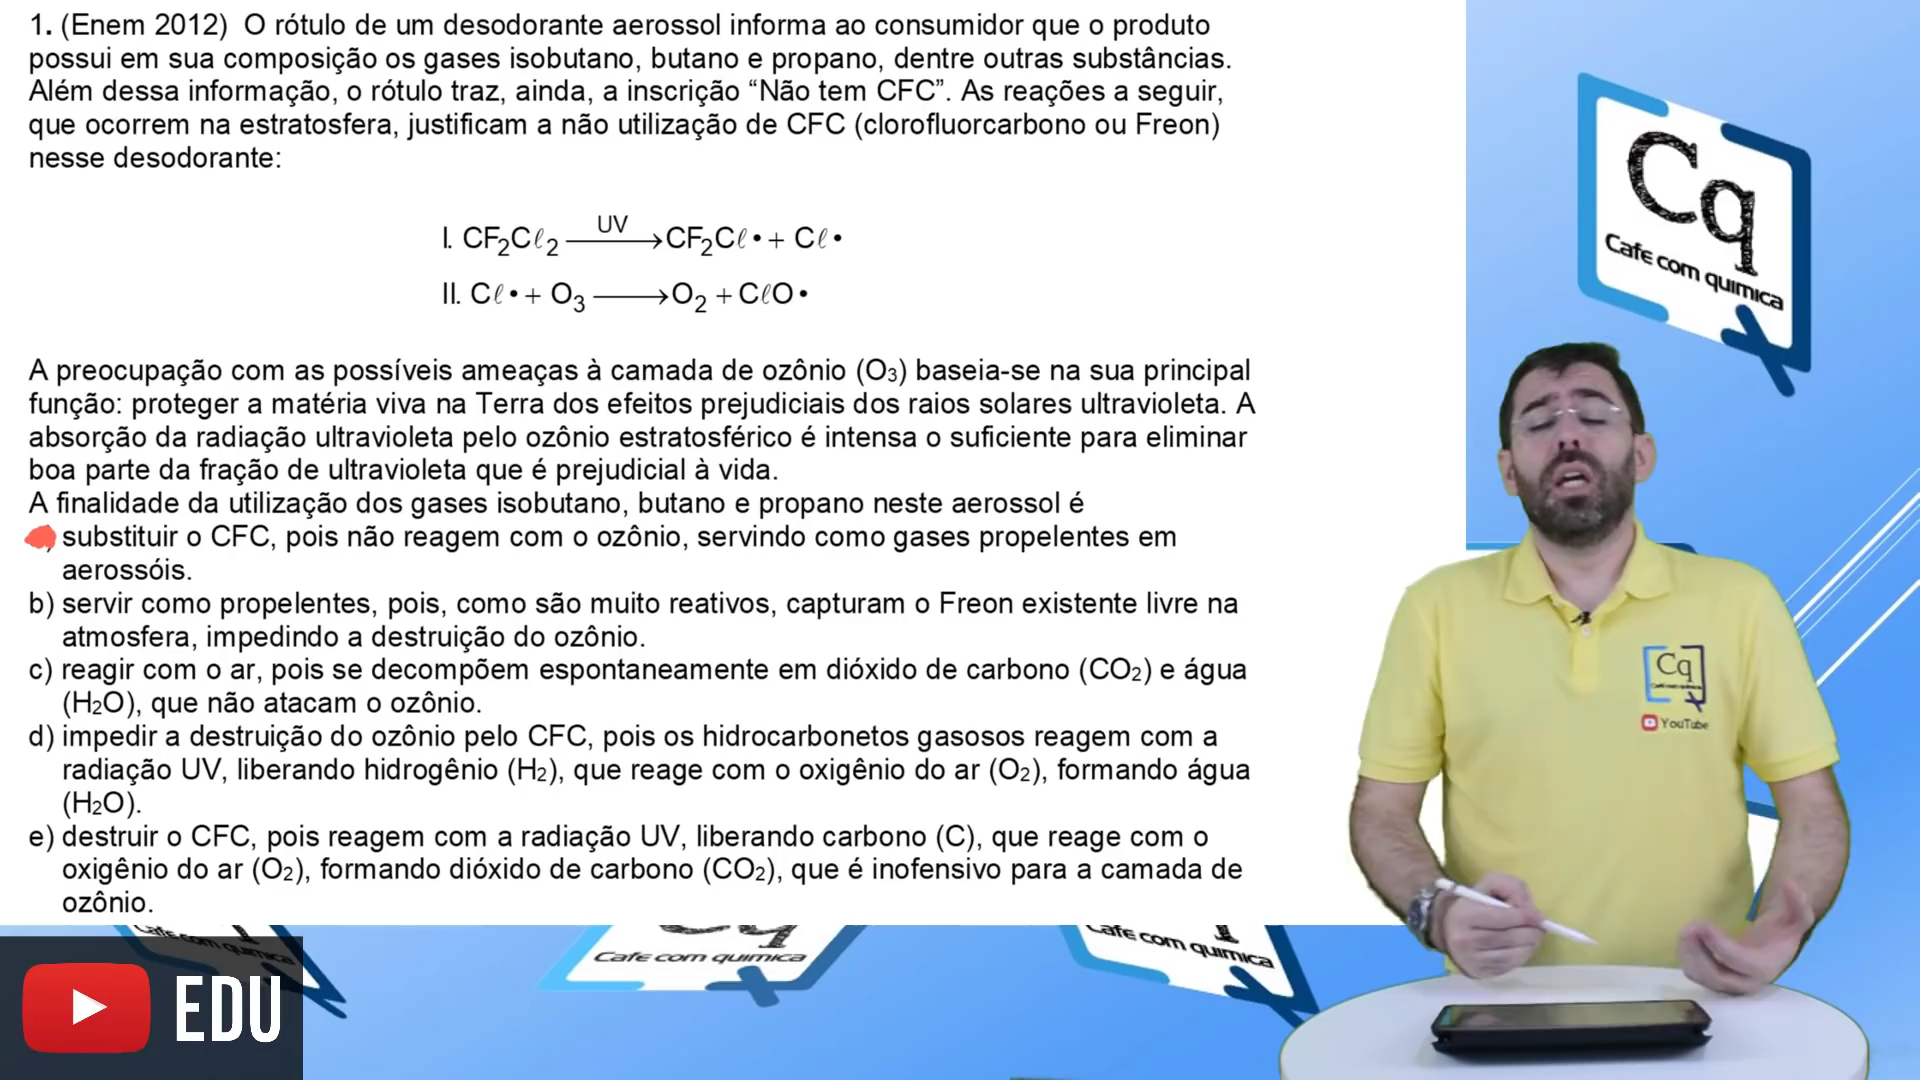 1. (Enem 2012) O rótulo de um desodorante aerossol informa ao consumidor que o produto
possui em sua composição os gases isobutano, butano e propano, dentre outras substâncias.
Além dessa informação, o rótulo traz, ainda, a inscrição “Não tem CFC”. As reações a seguir,
que ocorrem na estratosfera, justificam a não utilização de CFC (clorofluorcarbono ou Freon)
nesse desodorante:
UV
I. CF₂Cℓ₂ ⟶ CF₂Cℓ• + Cℓ•
II. Cℓ• + O₃ ⟶ O₂ + CℓO•
A preocupação com as possíveis ameaças à camada de ozônio (O₃) baseia-se na sua principal
função: proteger a matéria viva na Terra dos efeitos prejudiciais dos raios solares ultravioleta. A
absorção da radiação ultravioleta pelo ozônio estratosférico é intensa o suficiente para eliminar
boa parte da fração de ultravioleta que é prejudicial à vida.
A finalidade da utilização dos gases isobutano, butano e propano neste aerossol é
) substituir o CFC, pois não reagem com o ozônio, servindo como gases propelentes em
aerossóis.
b) servir como propelentes, pois, como são muito reativos, capturam o Freon existente livre na
atmosfera, impedindo a destruição do ozônio.
c) reagir com o ar, pois se decompõem espontaneamente em dióxido de carbono (CO₂) e água
(H₂O), que não atacam o ozônio.
d) impedir a destruição do ozônio pelo CFC, pois os hidrocarbonetos gasosos reagem com a
radiação UV, liberando hidrogênio (H₂), que reage com o oxigênio do ar (O₂), formando água
(H₂O).
e) destruir o CFC, pois reagem com a radiação UV, liberando carbono (C), que reage com o
oxigênio do ar (O₂), formando dióxido de carbono (CO₂), que é inofensivo para a camada de
ozônio.
Cq
Cafe com quimica
Cq
YouTube
Cafe com quimica
Cq
Cafe com quimica
Cafe com quimica
EDU